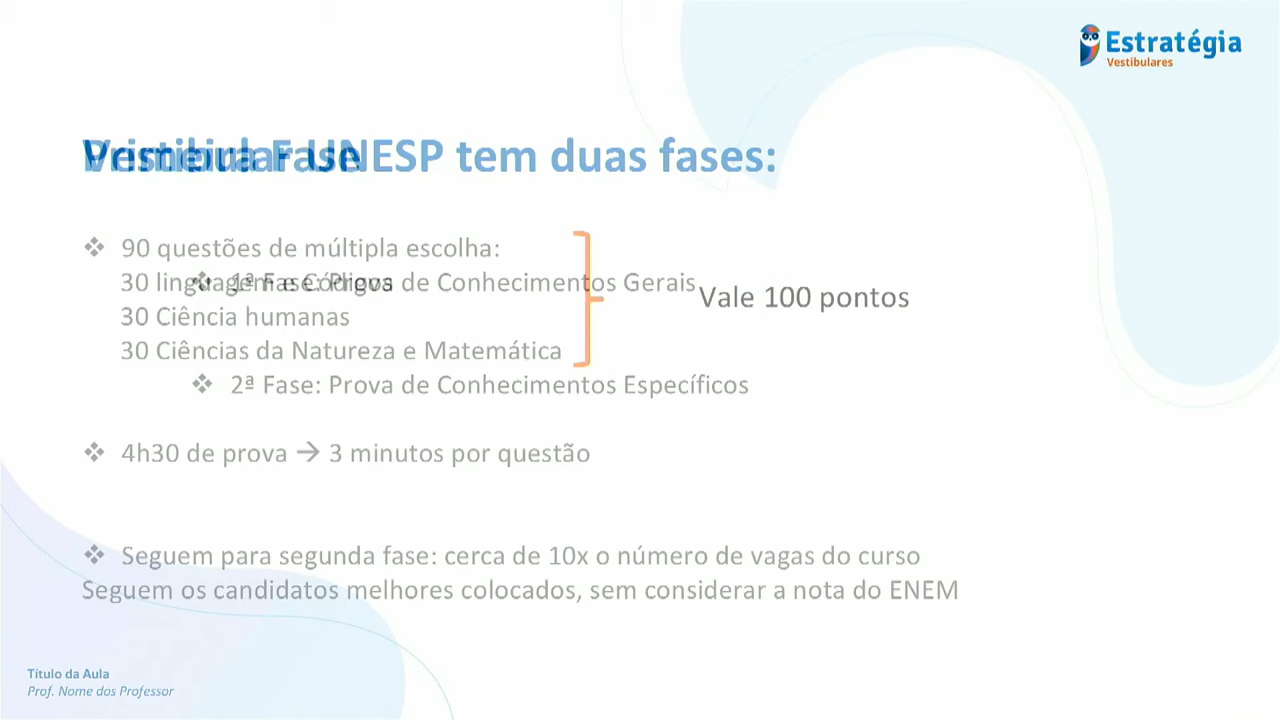 Estratégia
Vestibulares
Vestibular UNESP tem duas fases:
Primeira Fase
❖ 90 questões de múltipla escolha:
30 linguagem e Códigos
❖ 1ª Fase: Prova de Conhecimentos Gerais
Vale 100 pontos
30 Ciência humanas
30 Ciências da Natureza e Matemática
❖ 2ª Fase: Prova de Conhecimentos Específicos
❖ 4h30 de prova → 3 minutos por questão
❖ Seguem para segunda fase: cerca de 10x o número de vagas do curso
Seguem os candidatos melhores colocados, sem considerar a nota do ENEM
Título da Aula
Prof. Nome dos Professor